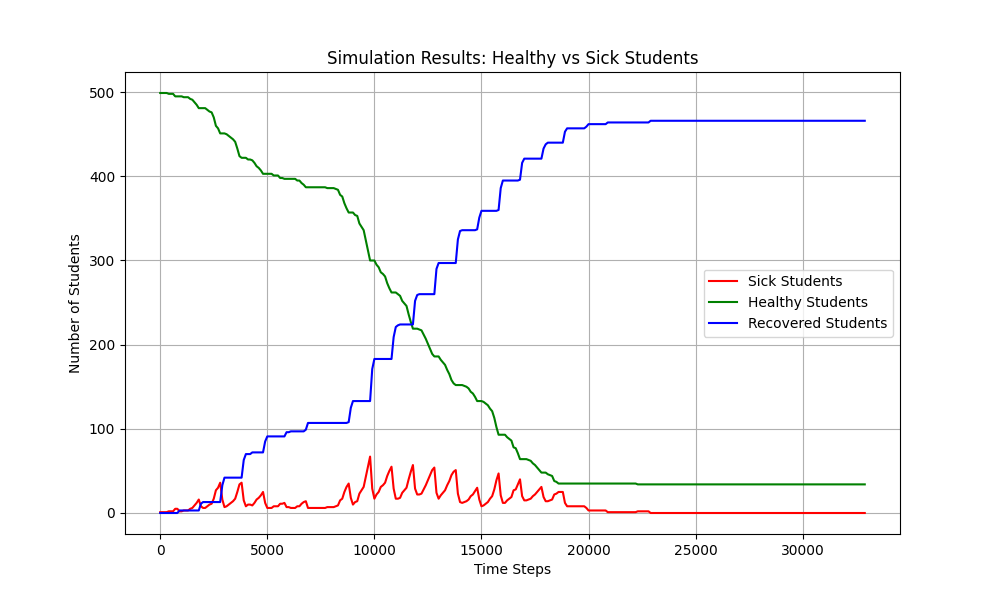 Simulation Results: Healthy vs Sick Students
500
400
300
200
100
0
Number of Students
Sick Students
Healthy Students
Recovered Students
0 5000 10000 15000 20000 25000 30000
Time Steps